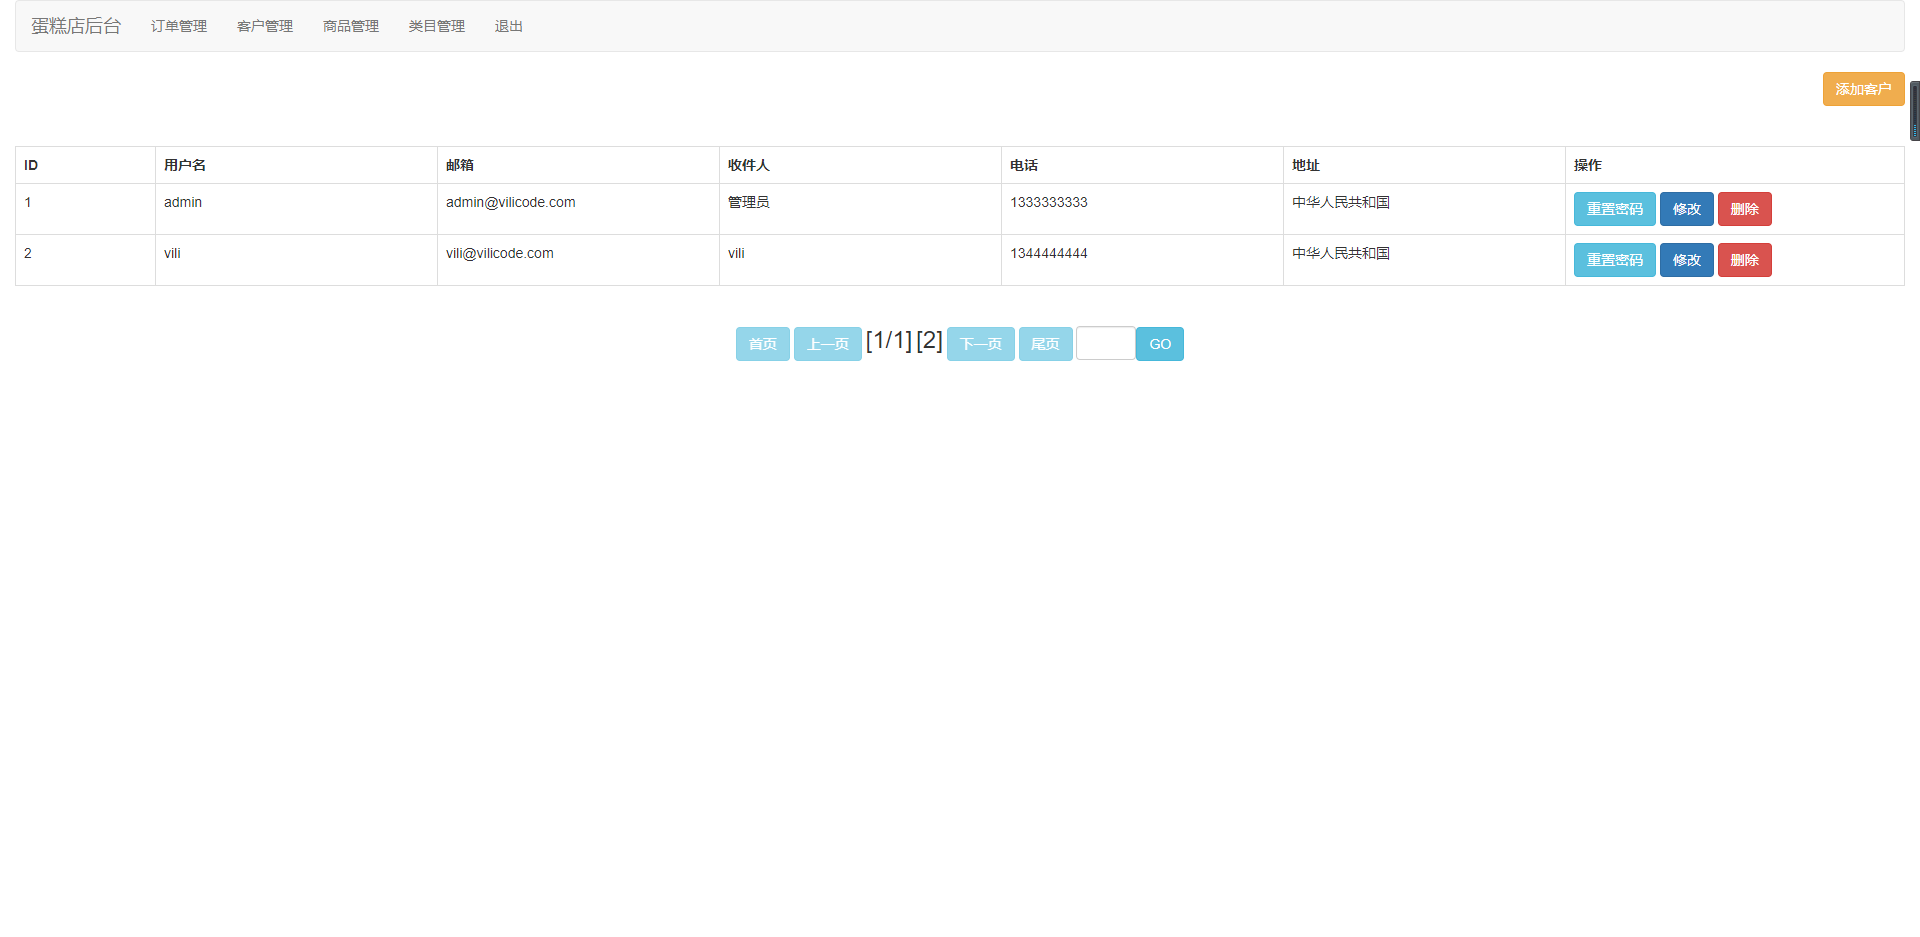 蛋糕店后台 订单管理 客户管理 商品管理 类目管理 退出
添加客户
ID 用户名 邮箱 收件人 电话 地址 操作
1 admin admin@vilicode.com 管理员 1333333333 中华人民共和国 重置密码 修改 删除
2 vili vili@vilicode.com vili 1344444444 中华人民共和国 重置密码 修改 删除
首页 上一页 [1/1] [2] 下一页 尾页 GO